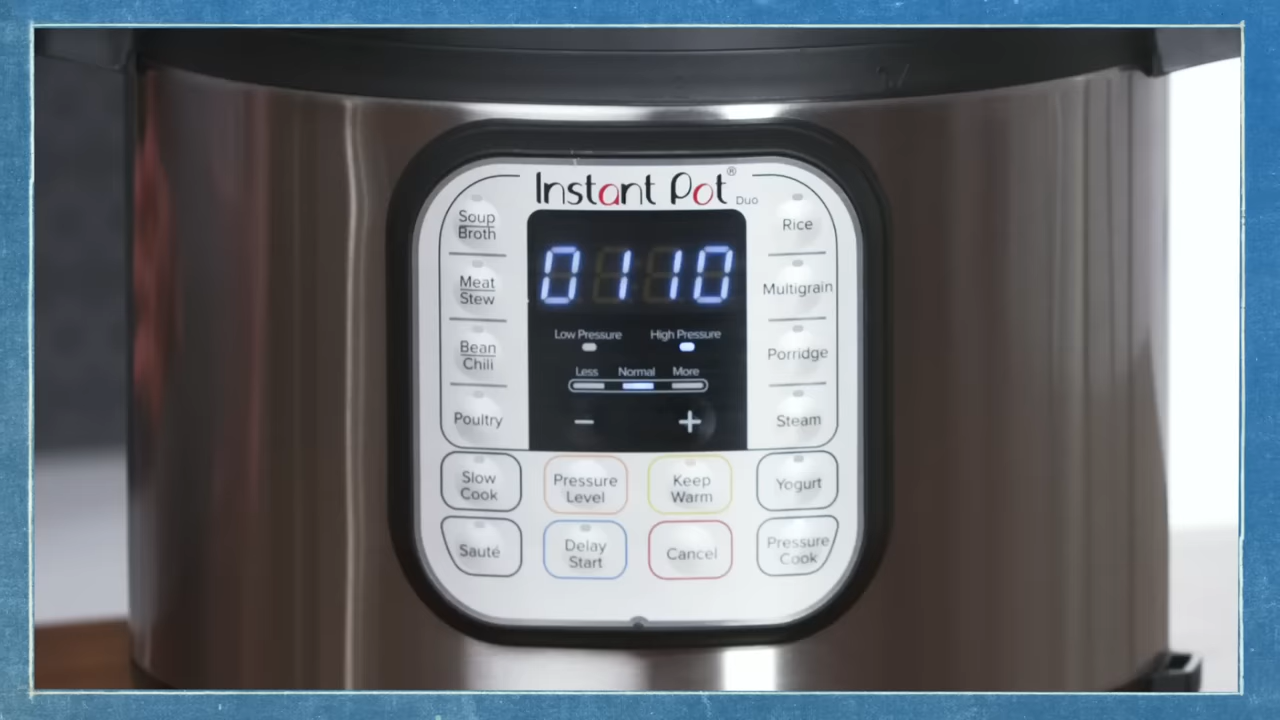 Instant Pot®
Duo
Soup
Broth
Meat
Stew
Bean
Chili
Poultry
0110
Low Pressure
High Pressure
Less
Normal
More
−
+
Rice
Multigrain
Porridge
Steam
Slow
Cook
Pressure
Level
Keep
Warm
Yogurt
Sauté
Delay
Start
Cancel
Pressure
Cook